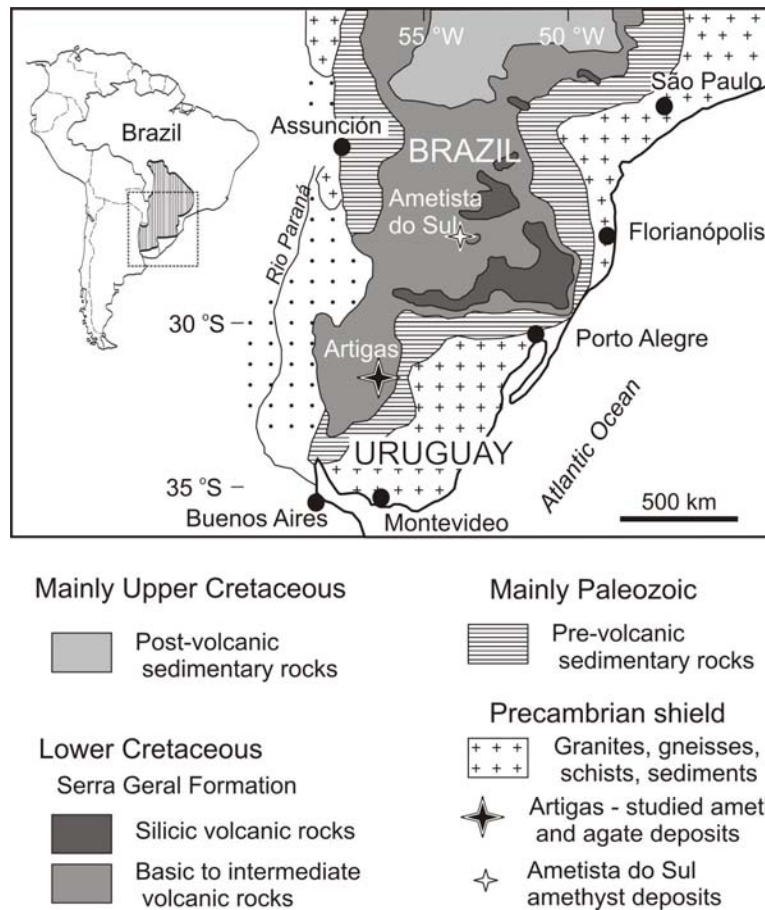 55 °W
50 °W
São Paulo
Brazil
Assunción
BRAZIL
Ametista
do Sul
Florianópolis
Rio Paraná
30 °S
Artigas
Porto Alegre
Atlantic Ocean
URUGUAY
35 °S
500 km
Buenos Aires
Montevideo
Mainly Upper Cretaceous
Post-volcanic
sedimentary rocks
Lower Cretaceous
Serra Geral Formation
Silicic volcanic rocks
Basic to intermediate
volcanic rocks
Mainly Paleozoic
Pre-volcanic
sedimentary rocks
Precambrian shield
Granites, gneisses,
schists, sediments
Artigas - studied amet
and agate deposits
Ametista do Sul
amethyst deposits